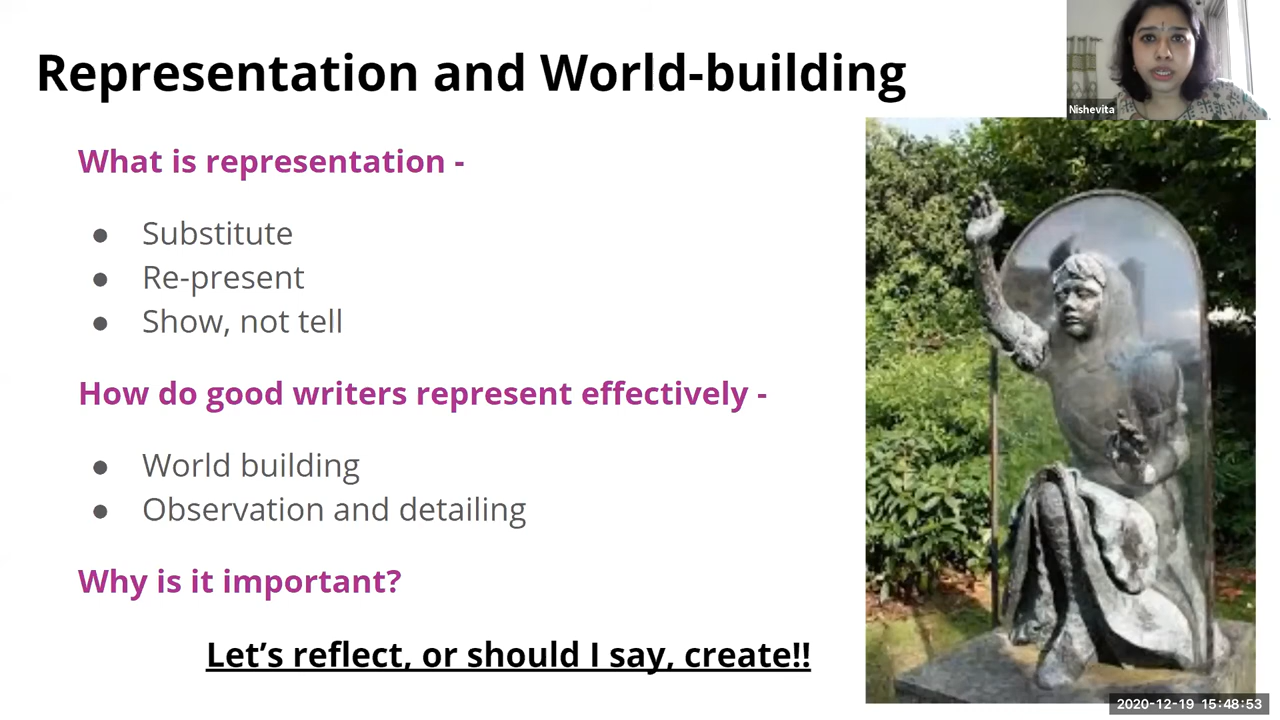 Representation and World-building
Nishevita
What is representation -
● Substitute
● Re-present
● Show, not tell
How do good writers represent effectively -
● World building
● Observation and detailing
Why is it important?
Let’s reflect, or should I say, create!!
2020-12-19 15:48:53